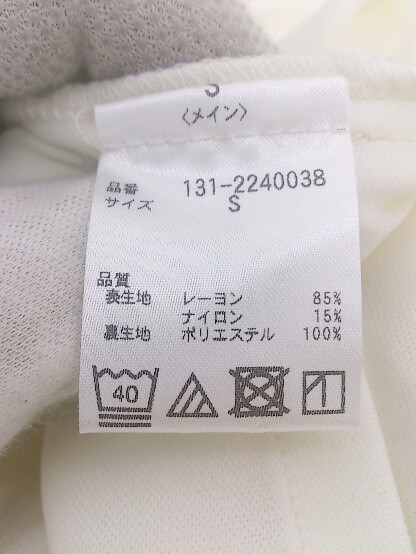 S
〈メイン〉
品番 131-2240038
サイズ S
品質
表生地 レーヨン 85%
ナイロン 15%
裏生地 ポリエステル 100%
40